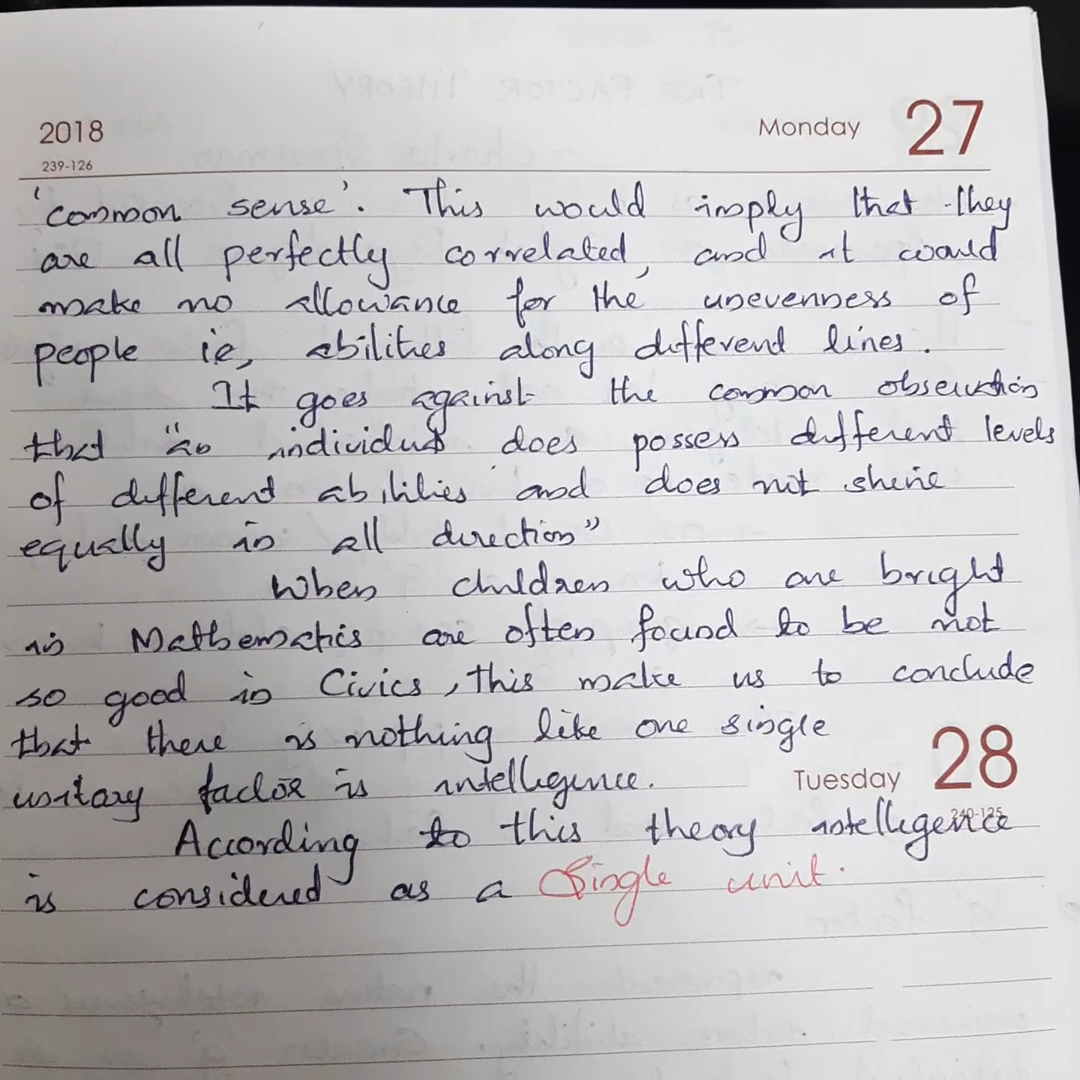 2018
Monday 27
239-126
'common sense'. This would imply that they
are all perfectly correlated, and it would
make no allowance for the unevenness of
people ie, abilities along differend lines.
It goes against the common observation
that "an individual does possess different levels
of different abilities and does not shine
equally in all direction"
When children who are bright
in Mathematics are often found to be not
so good in Civics, this make us to conclude
that there is nothing like one single
unitary factor is intelligence.
Tuesday 28
240-125
According to this theory intelligence
is considered as a Single unit.